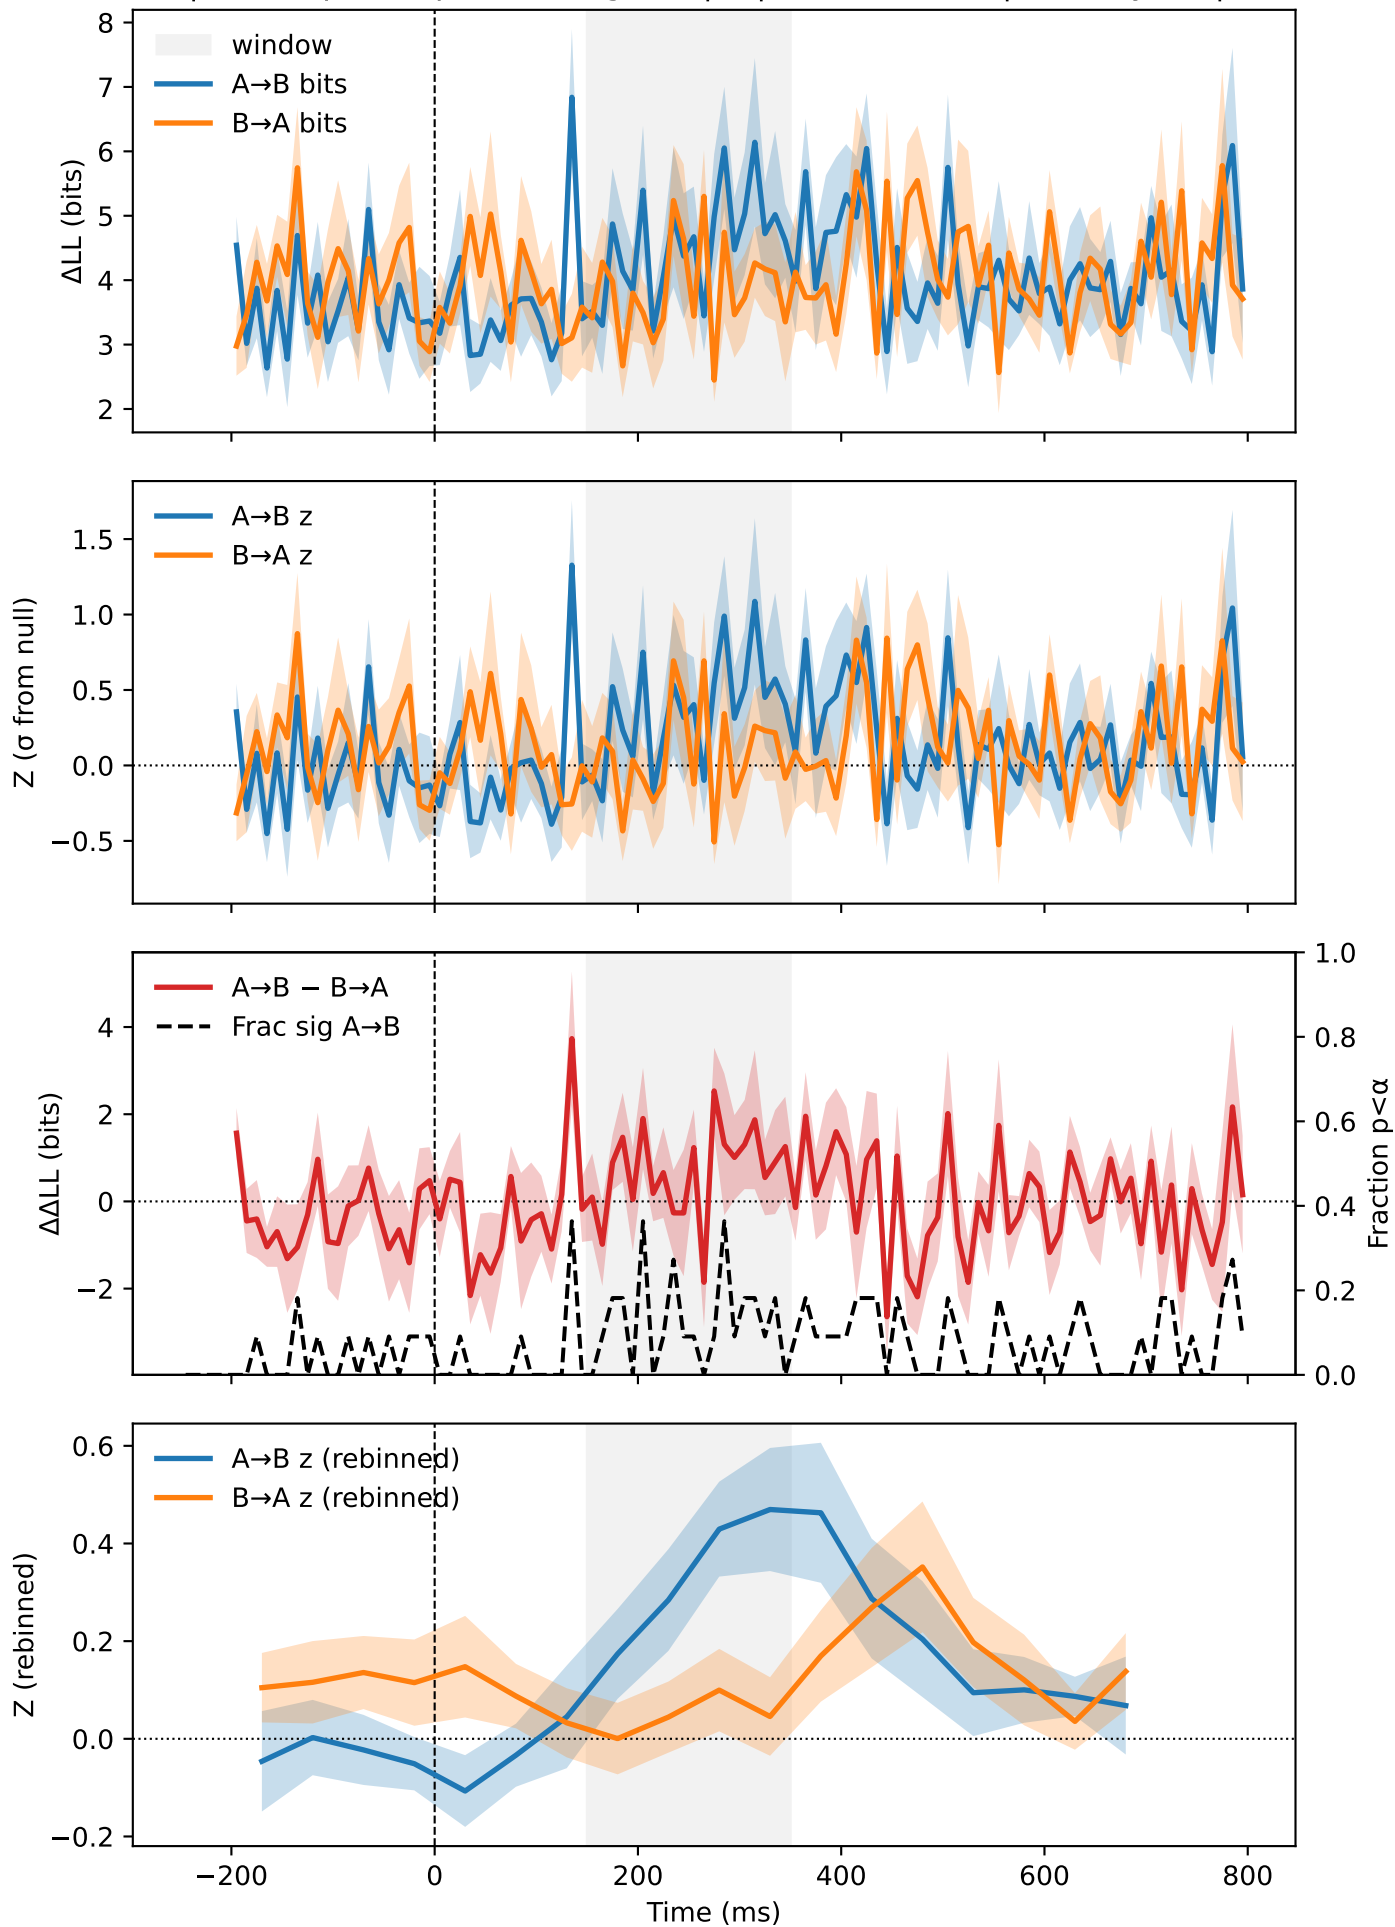 8
7
6
5
4
3
2
ΔLL (bits)
window
A→B bits
B→A bits
1.5
1.0
0.5
0.0
−0.5
Z (σ from null)
A→B z
B→A z
4
2
0
−2
ΔΔLL (bits)
A→B − B→A
Frac sig A→B
1.0
0.8
0.6
0.4
0.2
0.0
Fraction p<α
0.6
0.4
0.2
0.0
−0.2
Z (rebinned)
A→B z (rebinned)
B→A z (rebinned)
−200 0 200 400 600 800
Time (ms)